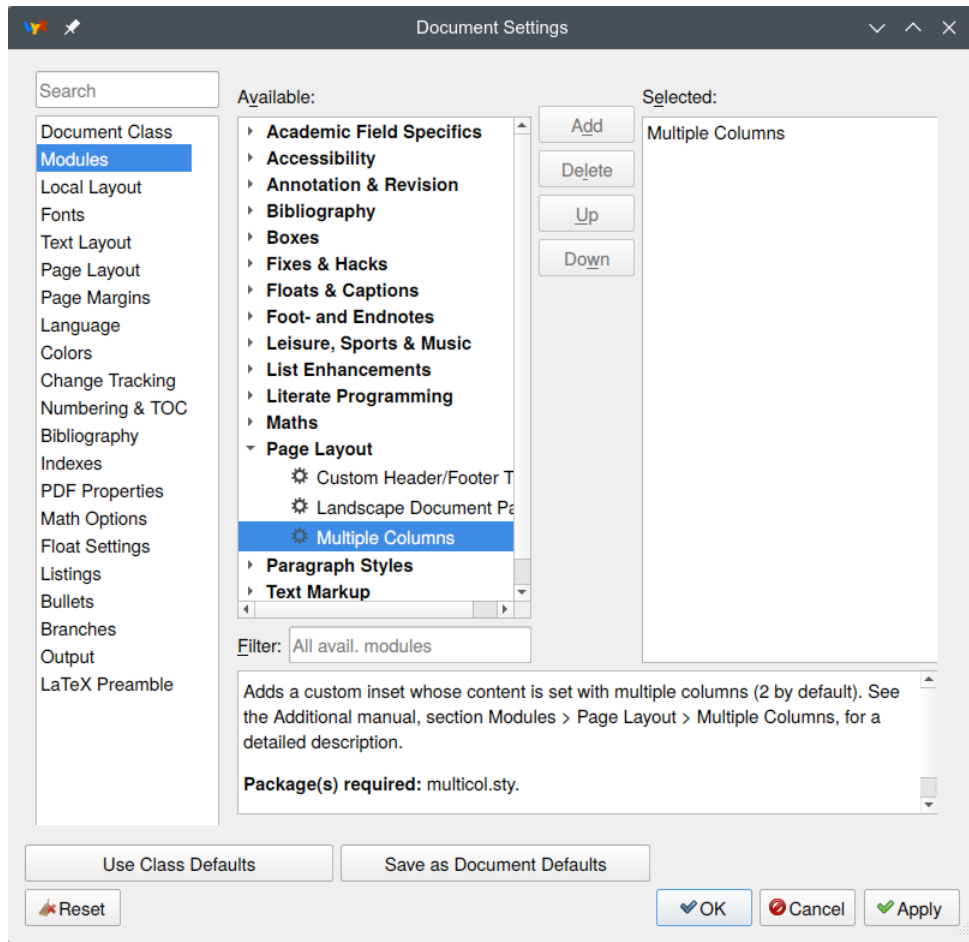 Document Settings
Search
Document Class
Modules
Local Layout
Fonts
Text Layout
Page Layout
Page Margins
Language
Colors
Change Tracking
Numbering & TOC
Bibliography
Indexes
PDF Properties
Math Options
Float Settings
Listings
Bullets
Branches
Output
LaTeX Preamble
Available:
Academic Field Specifics
Accessibility
Annotation & Revision
Bibliography
Boxes
Fixes & Hacks
Floats & Captions
Foot- and Endnotes
Leisure, Sports & Music
List Enhancements
Literate Programming
Maths
Page Layout
Custom Header/Footer T
Landscape Document Pa
Multiple Columns
Paragraph Styles
Text Markup
Filter: All avail. modules
Add
Delete
Up
Down
Selected:
Multiple Columns
Adds a custom inset whose content is set with multiple columns (2 by default). See
the Additional manual, section Modules > Page Layout > Multiple Columns, for a
detailed description.
Package(s) required: multicol.sty.
Use Class Defaults
Save as Document Defaults
Reset
OK
Cancel
Apply